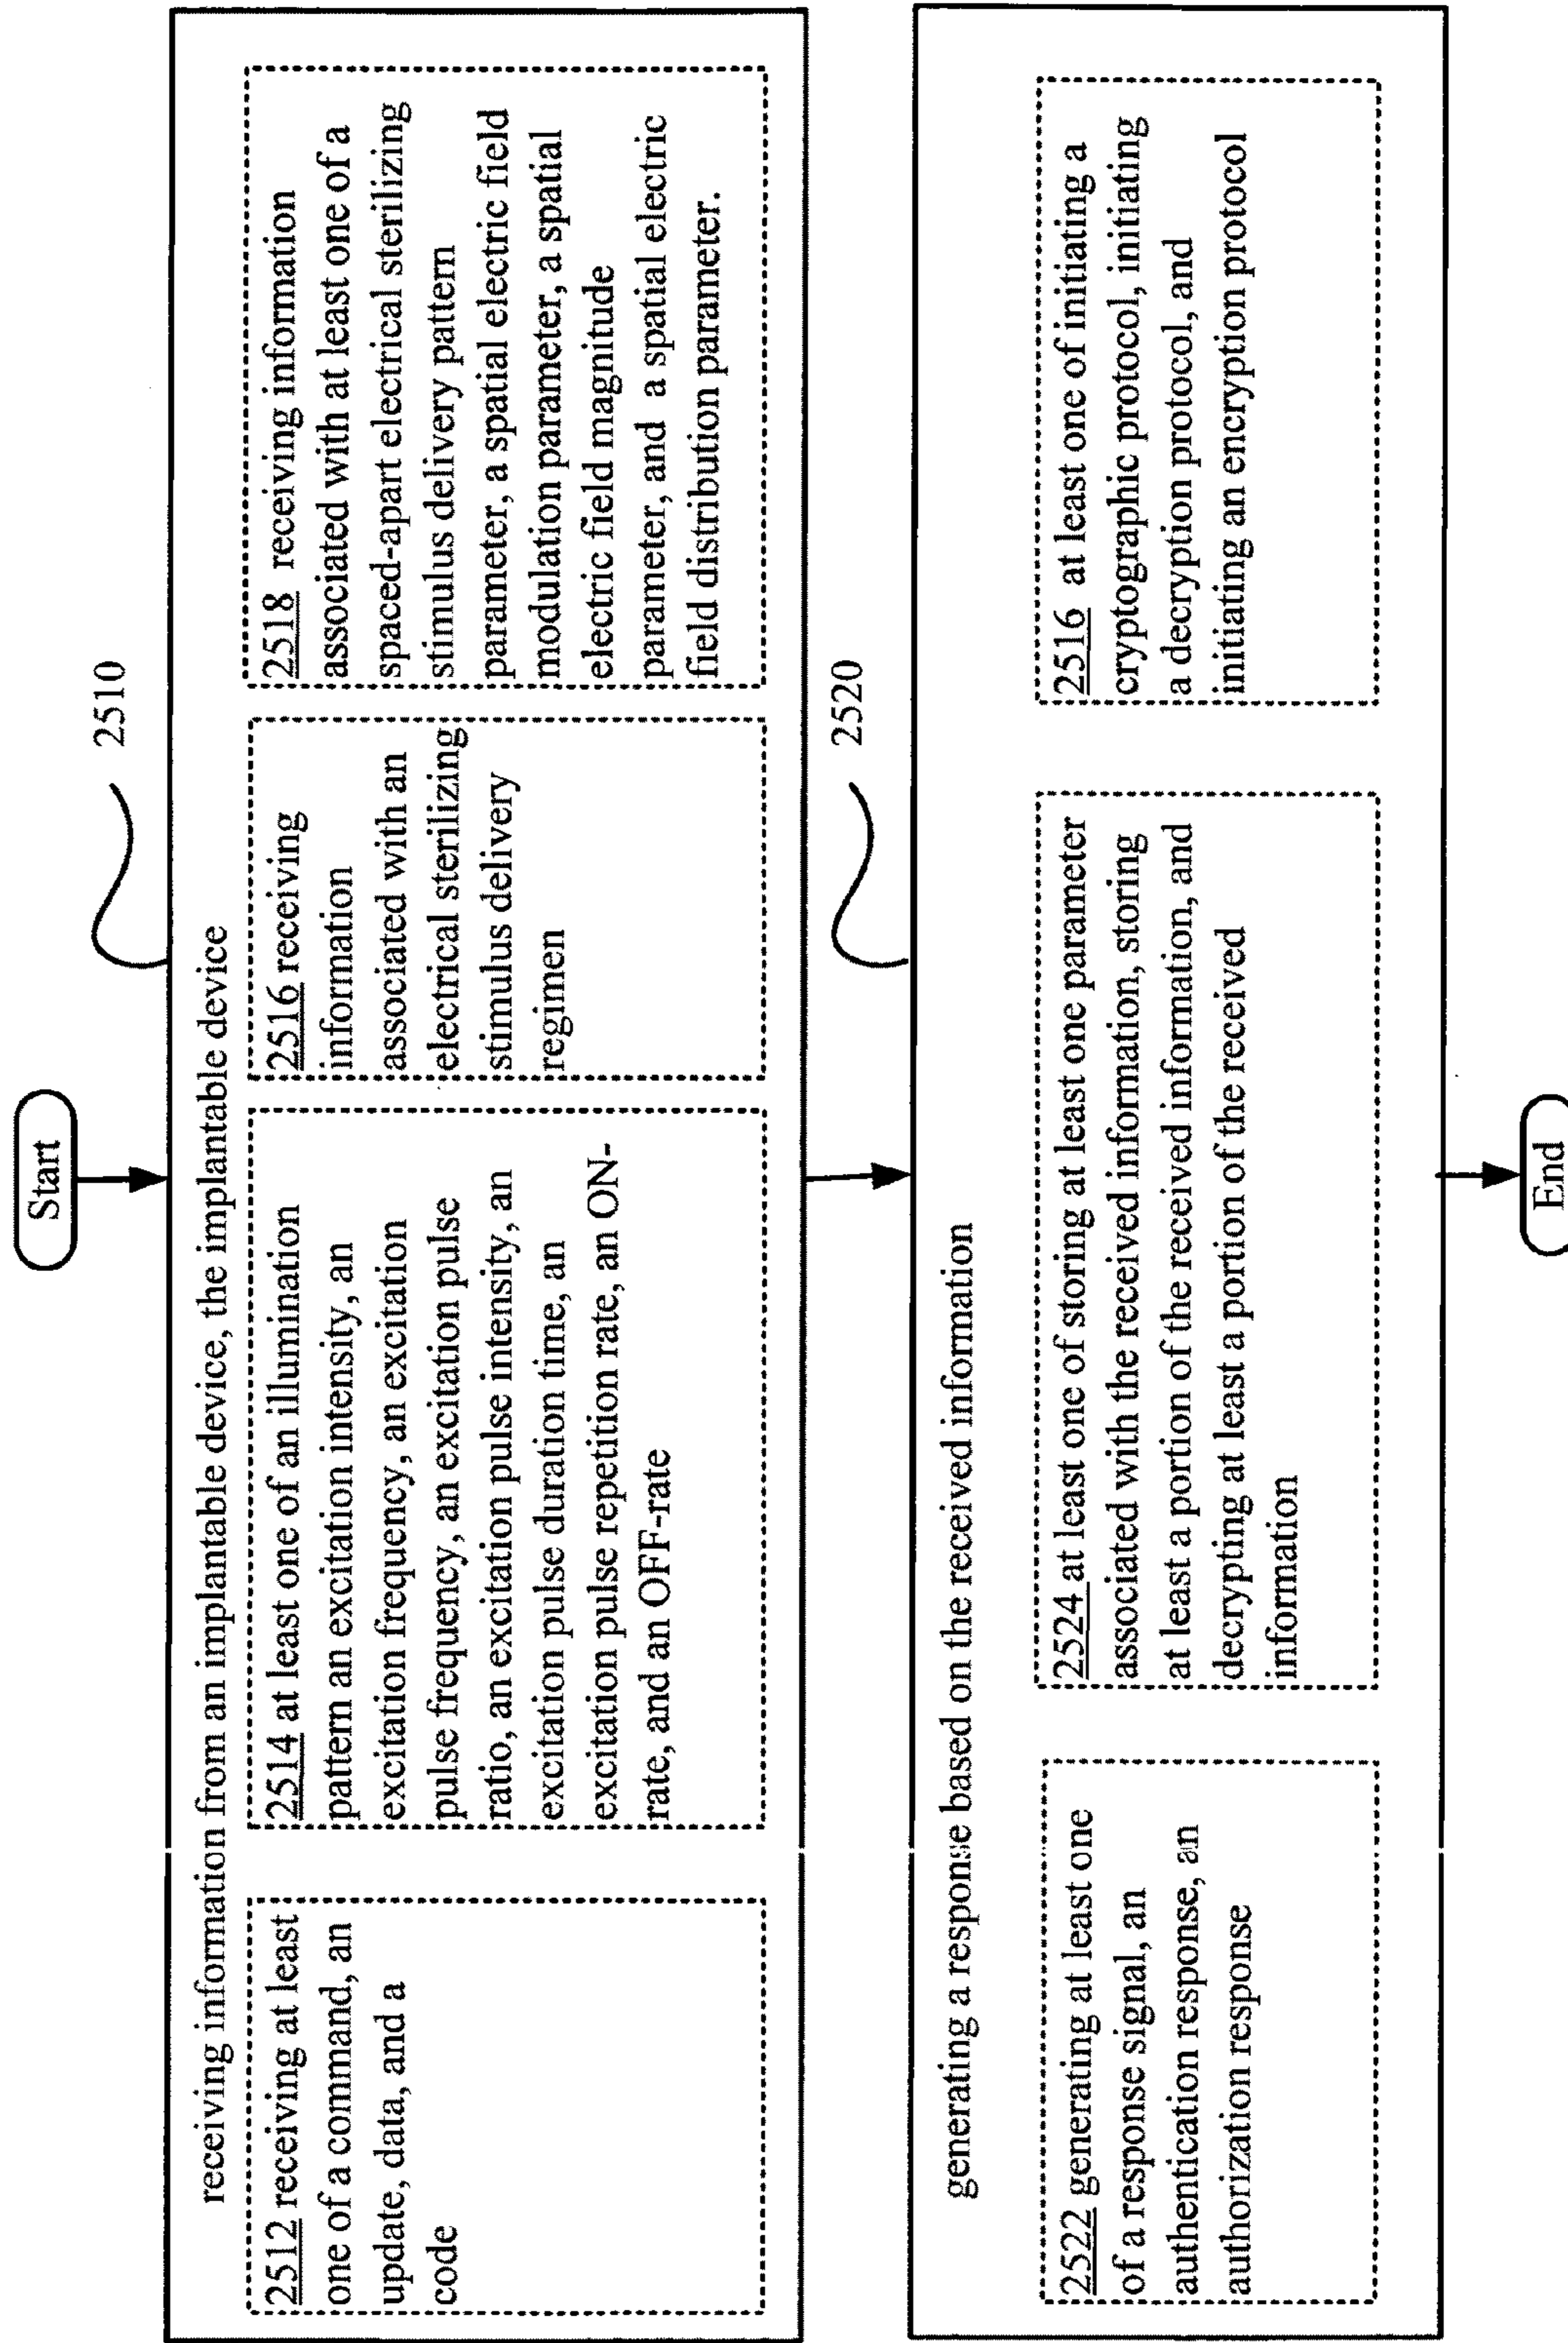 Start
2510
receiving information from an implantable device, the implantable device
2512 receiving at least
one of a command, an
update, data, and a
code
2514 at least one of an illumination
pattern an excitation intensity, an
excitation frequency, an excitation
pulse frequency, an excitation pulse
ratio, an excitation pulse intensity, an
excitation pulse duration time, an
excitation pulse repetition rate, an ON-
rate, and an OFF-rate
2516 receiving
information
associated with an
electrical sterilizing
stimulus delivery
regimen
2518 receiving information
associated with at least one of a
spaced-apart electrical sterilizing
stimulus delivery pattern
parameter, a spatial electric field
modulation parameter, a spatial
electric field magnitude
parameter, and a spatial electric
field distribution parameter.
2520
generating a response based on the received information
2522 generating at least one
of a response signal, an
authentication response, an
authorization response
2524 at least one of storing at least one parameter
associated with the received information, storing
at least a portion of the received information, and
decrypting at least a portion of the received
information
2516 at least one of initiating a
cryptographic protocol, initiating
a decryption protocol, and
initiating an encryption protocol
End